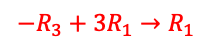 −R₃ + 3R₁ → R₁